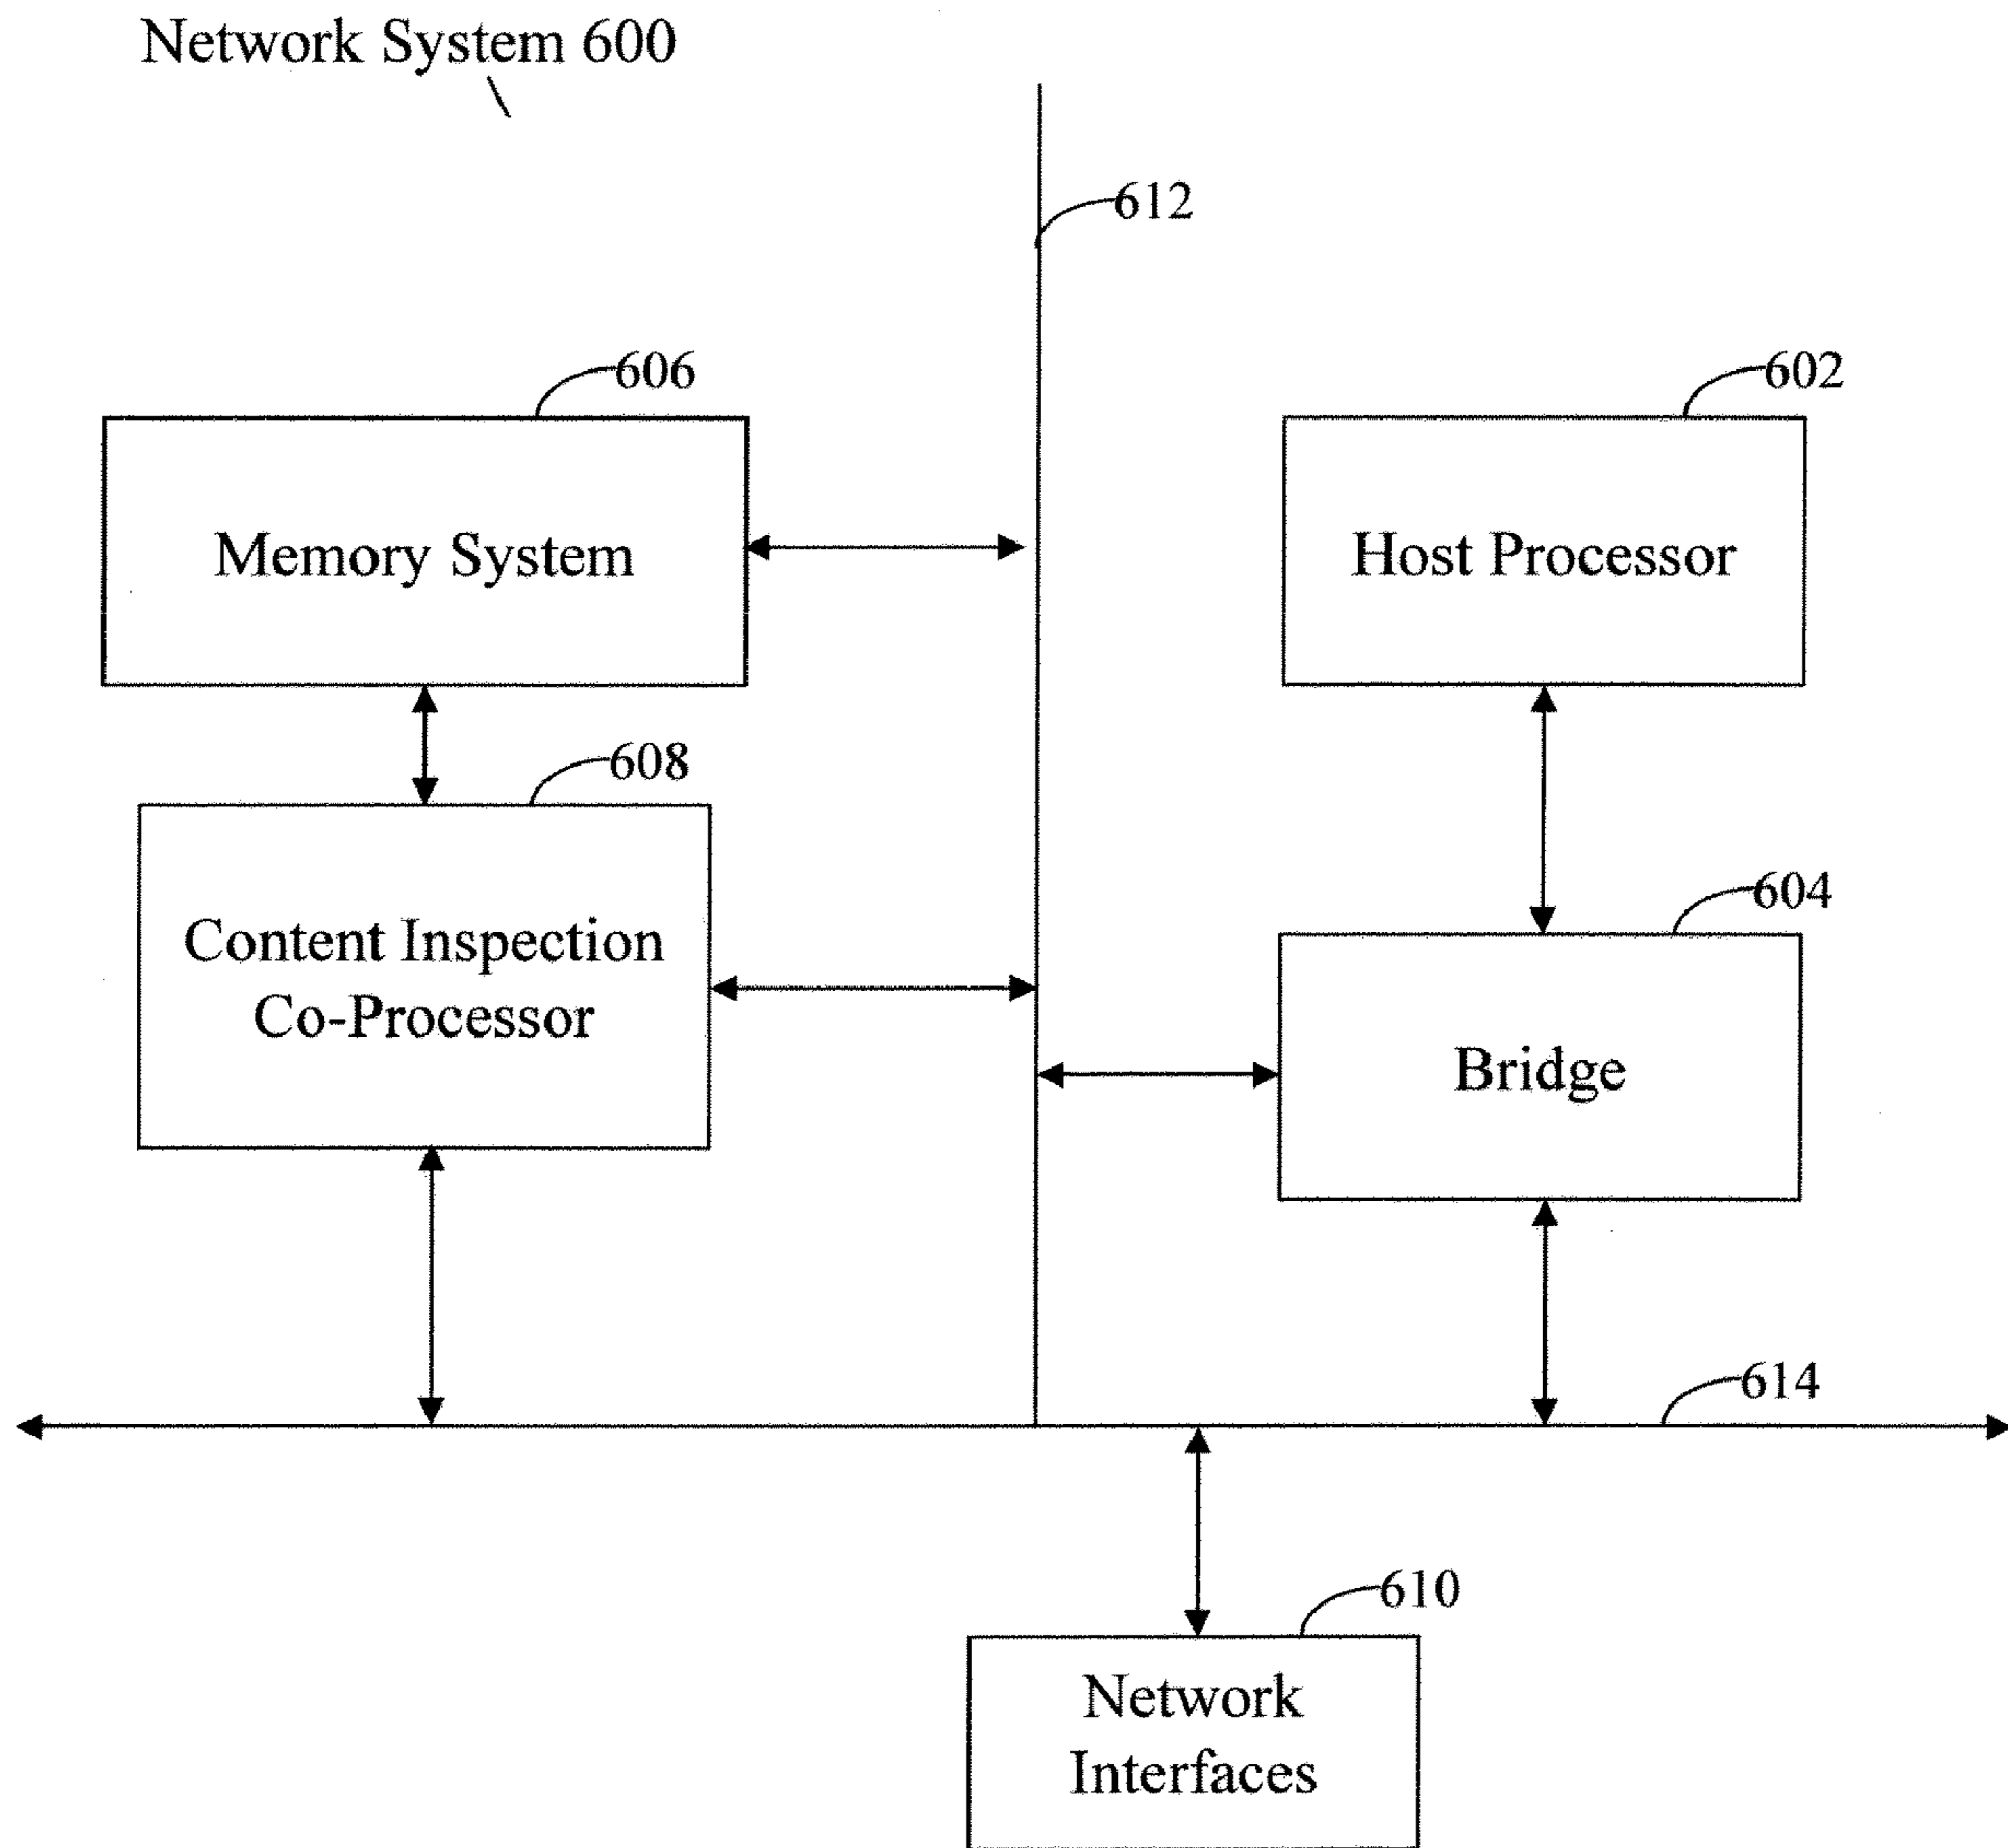 Network System 600
612
606
602
Memory System
Host Processor
608
604
Content Inspection
Co-Processor
Bridge
614
610
Network
Interfaces